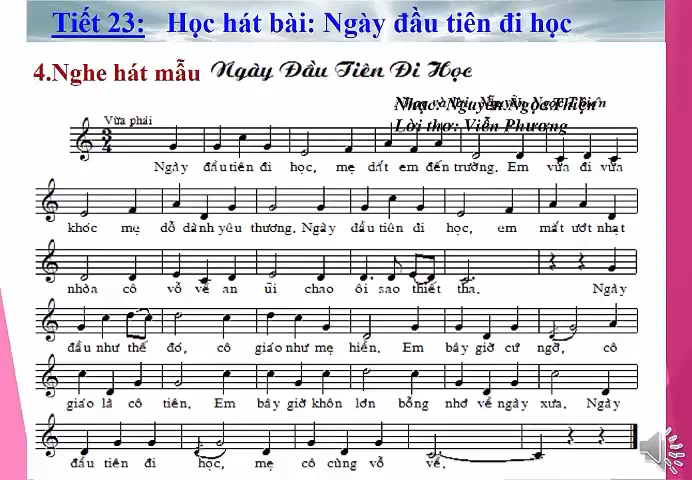 Tiết 23: Học hát bài: Ngày đầu tiên đi học
4.Nghe hát mẫu Ngày Đầu Tiên Đi Học
Nhạc: Nguyễn Ngọc Thiện
Lời thơ: Viễn Phương
Vừa phải
3
4
Ngày đầu tiên đi học, mẹ dắt em đến trường. Em vừa đi vừa
khóc mẹ dỗ dành yêu thương. Ngày đầu tiên đi học, em mắt ướt nhạt
nhòa cô vỗ về an ủi chao ôi sao thiết tha. Ngày
đầu như thế đó, cô giáo như mẹ hiền. Em bây giờ cứ ngỡ, cô
giáo là cô tiên. Em bây giờ khôn lớn bỗng nhớ về ngày xưa. Ngày
đầu tiên đi học, mẹ cô cùng vỗ về.